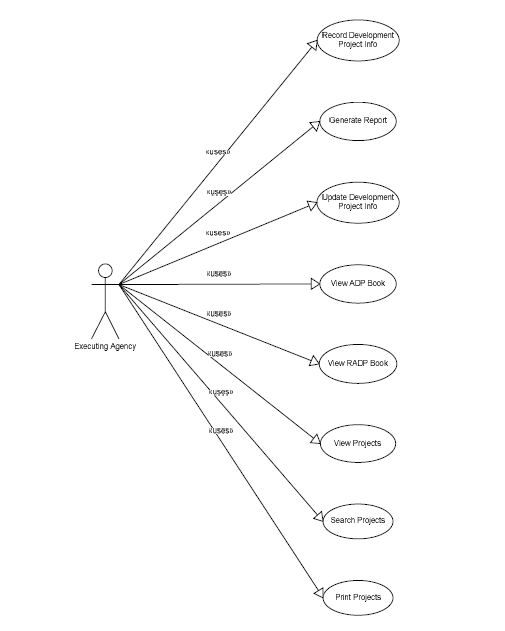 Record Development
Project Info
Generate Report
«uses»
«uses»
Update Development
Project Info
«uses»
«uses»
View ADP Book
«uses»
Executing Agency
«uses»
View RADP Book
«uses»
«uses»
View Projects
Search Projects
Print Projects